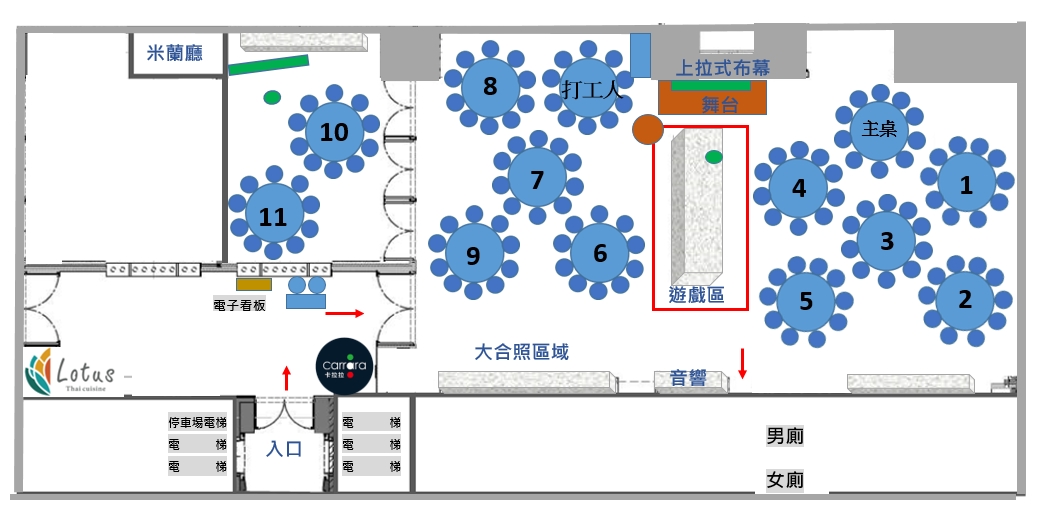 米蘭廳
8
打工人
上拉式布幕
舞台
10
主桌
7
4
1
11
9
6
3
遊戲區
5
2
電子看板
大合照區域
音響
Lotus
Thai cuisine
Carrara
卡拉拉
停車場電梯
電 梯
電 梯
入口
電 梯
電 梯
電 梯
男廁
女廁